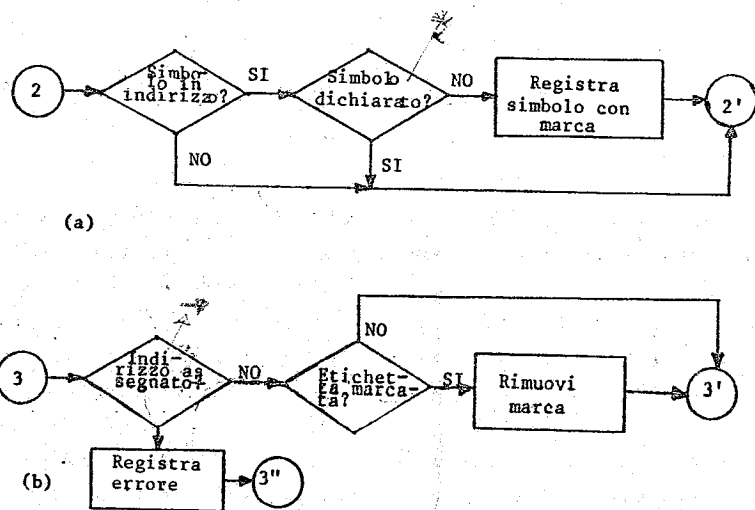 2
Simbo-
lo in
indirizzo?
SI
Simbolo
dichiarato?
NO
Registra
simbolo con
marca
2'
NO
SI
(a)
3
Indi-
rizzo as
segnato?
NO
Etichet-
ta marca-
ta?
NO
SI
Rimuovi
marca
3'
Registra
errore
3"
(b)